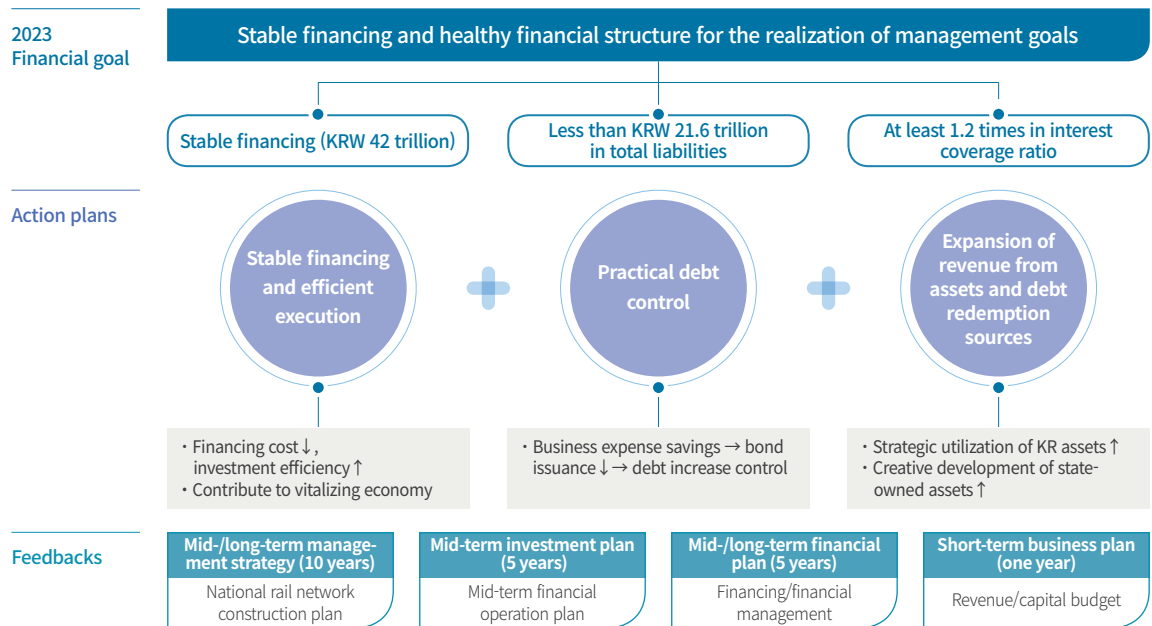 2023
Financial goal
Stable financing and healthy financial structure for the realization of management goals
Stable financing (KRW 42 trillion)
Less than KRW 21.6 trillion
in total liabilities
At least 1.2 times in interest
coverage ratio
Action plans
Stable financing
and efficient
execution
Practical debt
control
Expansion of
revenue from
assets and debt
redemption
sources
・Financing cost↓,
investment efficiency↑
・Contribute to vitalizing economy
・Business expense savings → bond
issuance↓→ debt increase control
・Strategic utilization of KR assets↑
・Creative development of state-
owned assets↑
Feedbacks
Mid-/long-term manage-
ment strategy (10 years)
National rail network
construction plan
Mid-term investment plan
(5 years)
Mid-term financial
operation plan
Mid-/long-term financial
plan (5 years)
Financing/financial
management
Short-term business plan
(one year)
Revenue/capital budget